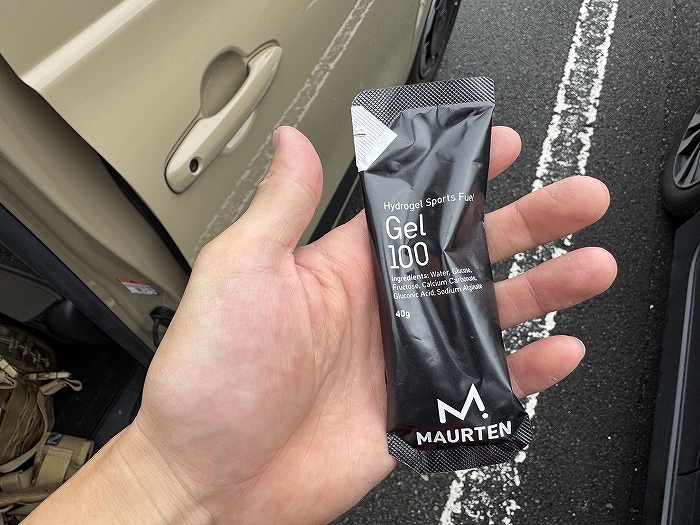 Hydrogel Sports Fuel
Gel
100
Ingredients: Water, Glucose,
Fructose, Calcium Carbonate,
Gluconic Acid, Sodium Alginate
40g
M.
MAURTEN